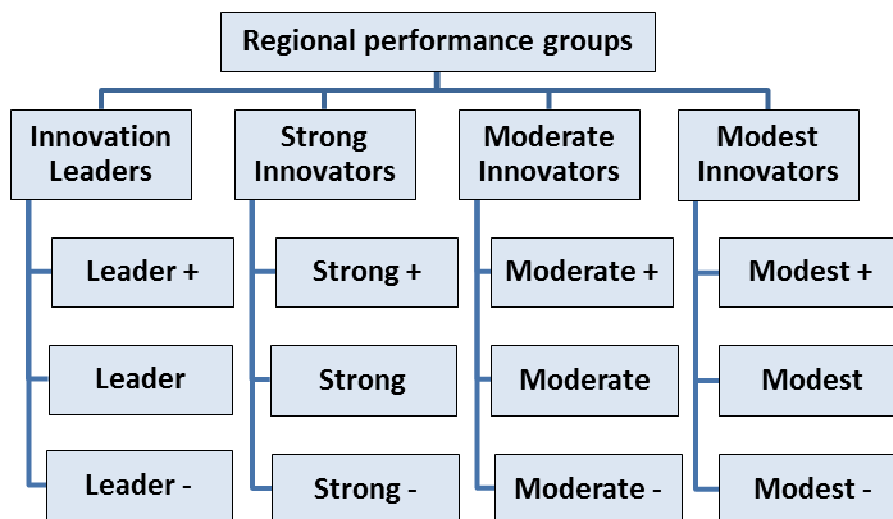 Regional performance groups
Innovation
Leaders
Strong
Innovators
Moderate
Innovators
Modest
Innovators
Leader +
Strong +
Moderate +
Modest +
Leader
Strong
Moderate
Modest
Leader -
Strong -
Moderate -
Modest -